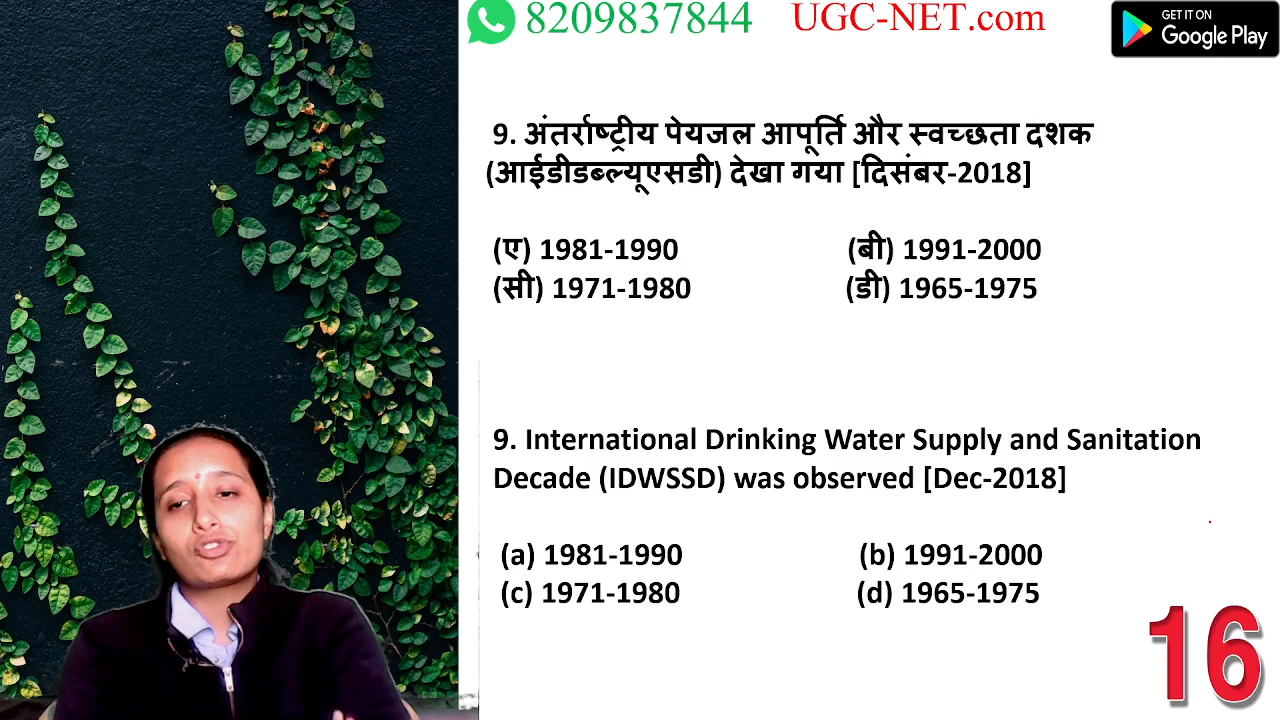 8209837844 UGC-NET.com GET IT ON
Google Play
9. अंतर्राष्ट्रीय पेयजल आपूर्ति और स्वच्छता दशक
(आईडीडब्ल्यूएसडी) देखा गया [दिसंबर-2018]
(ए) 1981-1990 (बी) 1991-2000
(सी) 1971-1980 (डी) 1965-1975
9. International Drinking Water Supply and Sanitation
Decade (IDWSSD) was observed [Dec-2018]
(a) 1981-1990 (b) 1991-2000
(c) 1971-1980 (d) 1965-1975
16